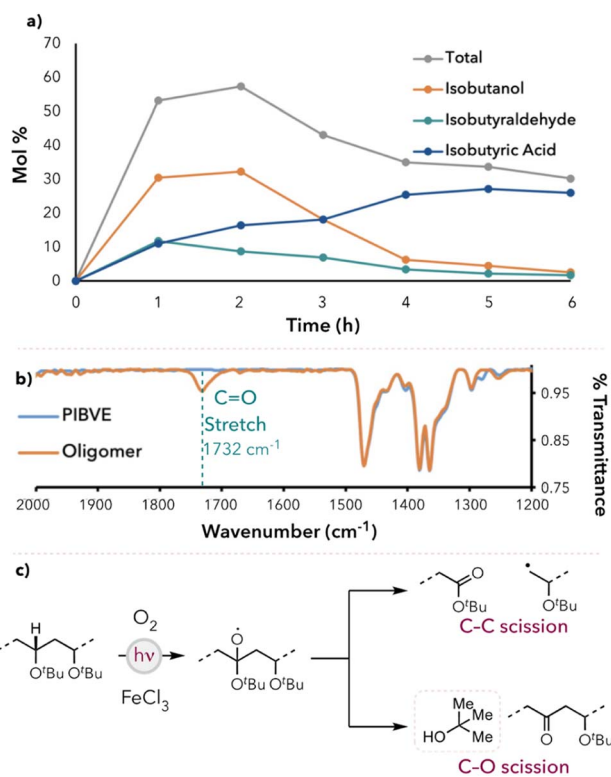 a)
70
60
50
40
30
20
10
0
Mol %
Total
Isobutanol
Isobutyraldehyde
Isobutyric Acid
0 1 2 3 4 5 6
Time (h)
b)
PIBVE
Oligomer
C=O
Stretch
1732 cm-1
0.95
0.85
0.75
% Transmittance
2000 1900 1800 1700 1600 1500 1400 1300 1200
Wavenumber (cm-1)
c)
H
OtBu OtBu
O2
hν
FeCl3
O
OtBu OtBu
O
OtBu
OtBu
C–C scission
Me
Me
HO Me
O OtBu
C–O scission